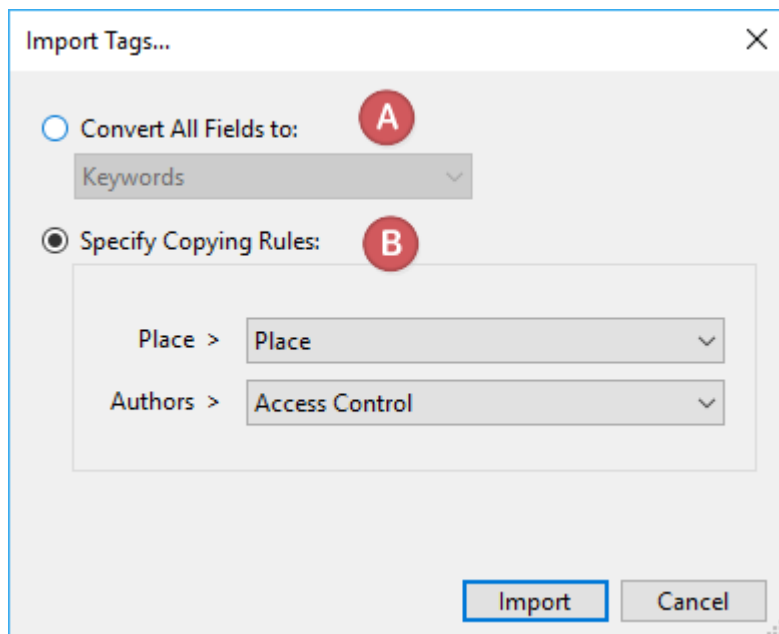 Import Tags...
Convert All Fields to: A
Keywords
Specify Copying Rules: B
Place > Place
Authors > Access Control
Import Cancel